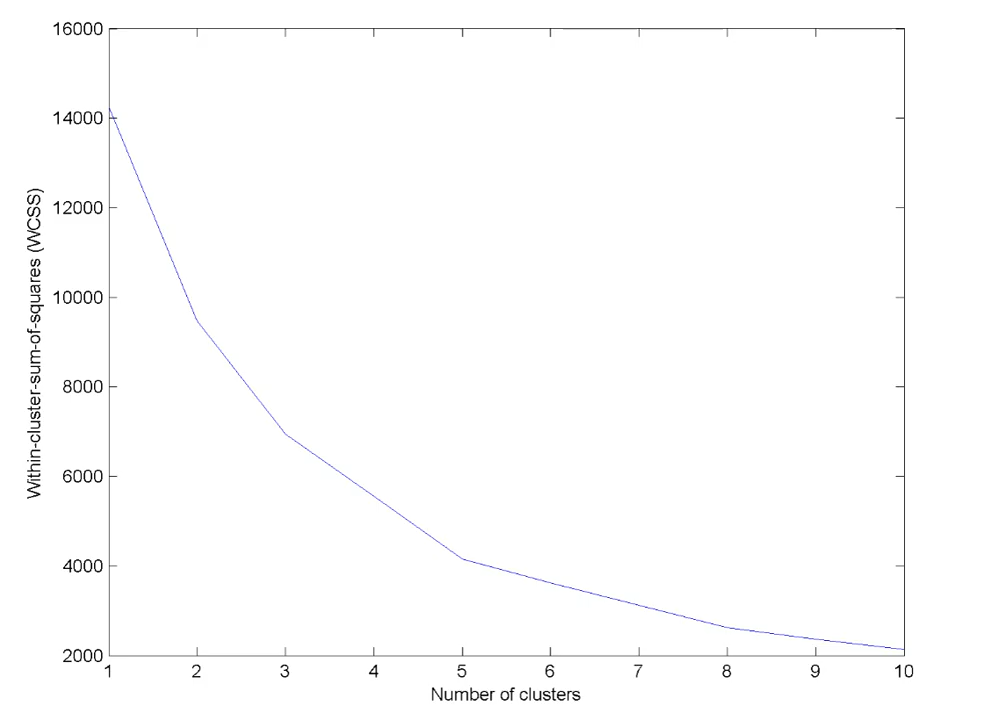 16000
14000
12000
10000
8000
6000
4000
2000
Within-cluster-sum-of-squares (WCSS)
1 2 3 4 5 6 7 8 9 10
Number of clusters